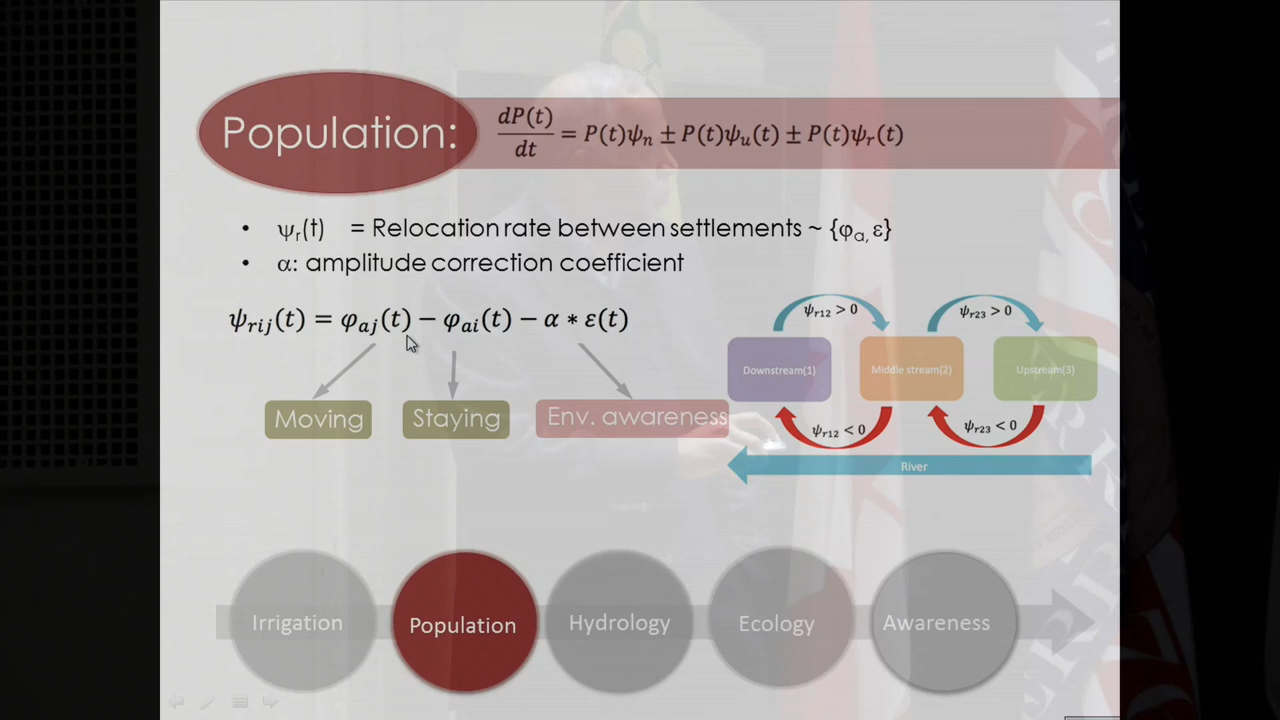 Population:
dP(t)/dt = P(t)ψn ± P(t)ψu(t) ± P(t)ψr(t)
• ψr(t) = Relocation rate between settlements ~ {φa, ε}
• α: amplitude correction coefficient
ψrij(t) = φaj(t) − φai(t) − α ∗ ε(t)
Moving
Staying
Env. awareness
ψr12 > 0
ψr23 > 0
Downstream(1)
Middle stream(2)
Upstream(3)
ψr12 < 0
ψr23 < 0
River
Irrigation
Population
Hydrology
Ecology
Awareness